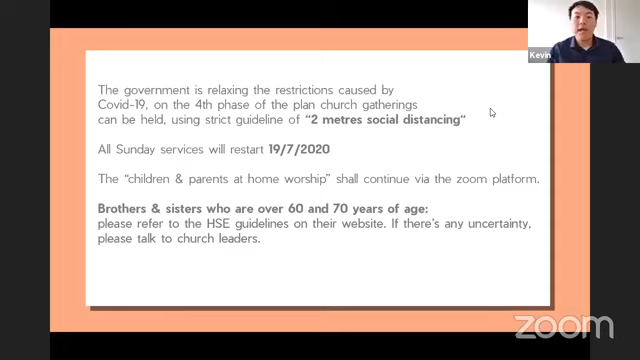 Kevin
The government is relaxing the restrictions caused by
Covid-19, on the 4th phase of the plan church gatherings
can be held, using strict guideline of "2 metres social distancing"
All Sunday services will restart 19/7/2020
The "children & parents at home worship" shall continue via the zoom platform.
Brothers & sisters who are over 60 and 70 years of age:
please refer to the HSE guidelines on their website. If there's any uncertainty,
please talk to church leaders.
zoom